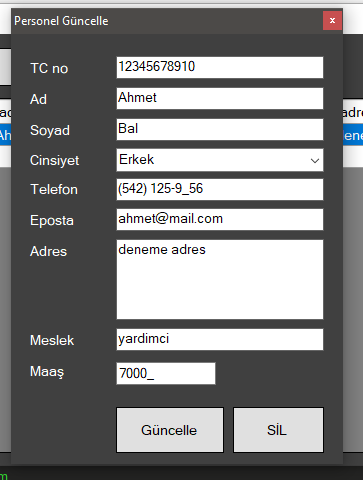 Personel Güncelle x
TC no 12345678910
Ad Ahmet
Soyad Bal
Cinsiyet Erkek
Telefon (542) 125-9_56
Eposta ahmet@mail.com
Adres deneme adres
Meslek yardimci
Maaş 7000_
Güncelle SİL